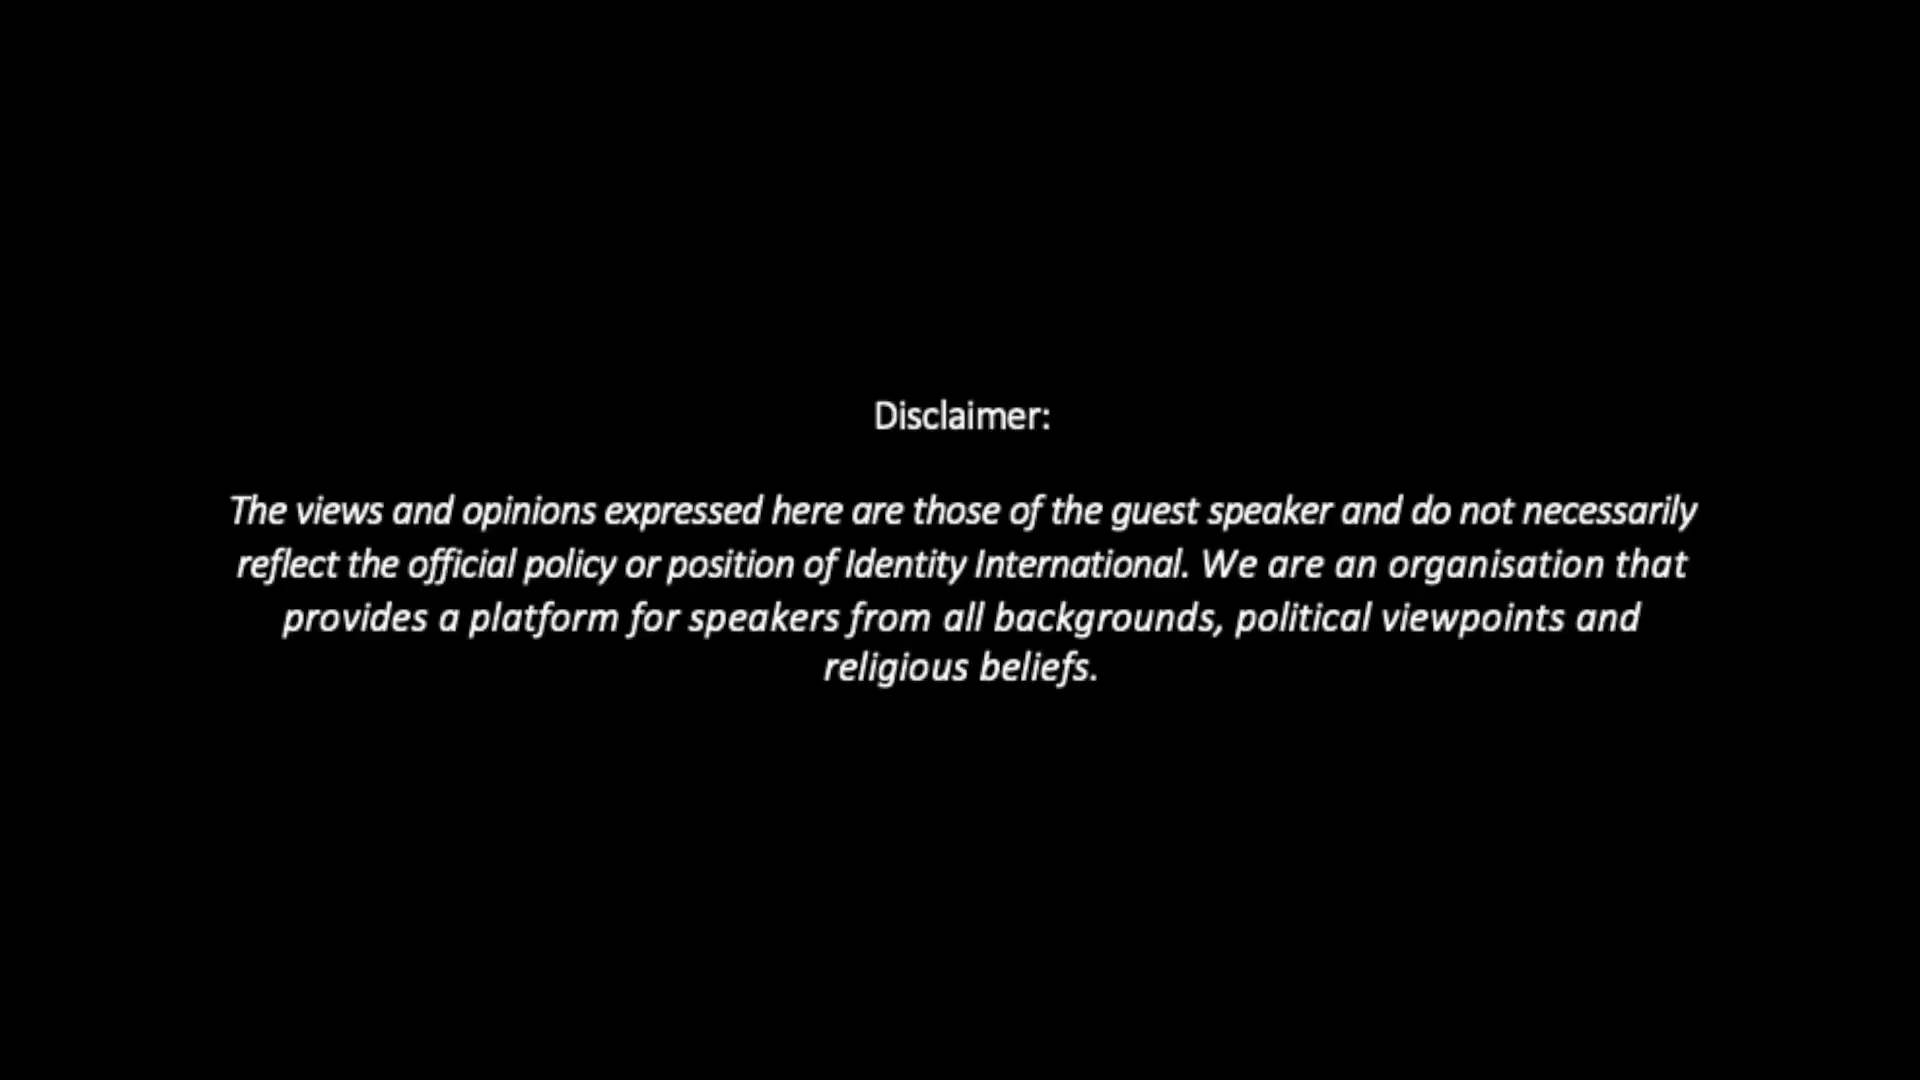 Disclaimer:
The views and opinions expressed here are those of the guest speaker and do not necessarily
reflect the official policy or position of Identity International. We are an organisation that
provides a platform for speakers from all backgrounds, political viewpoints and
religious beliefs.